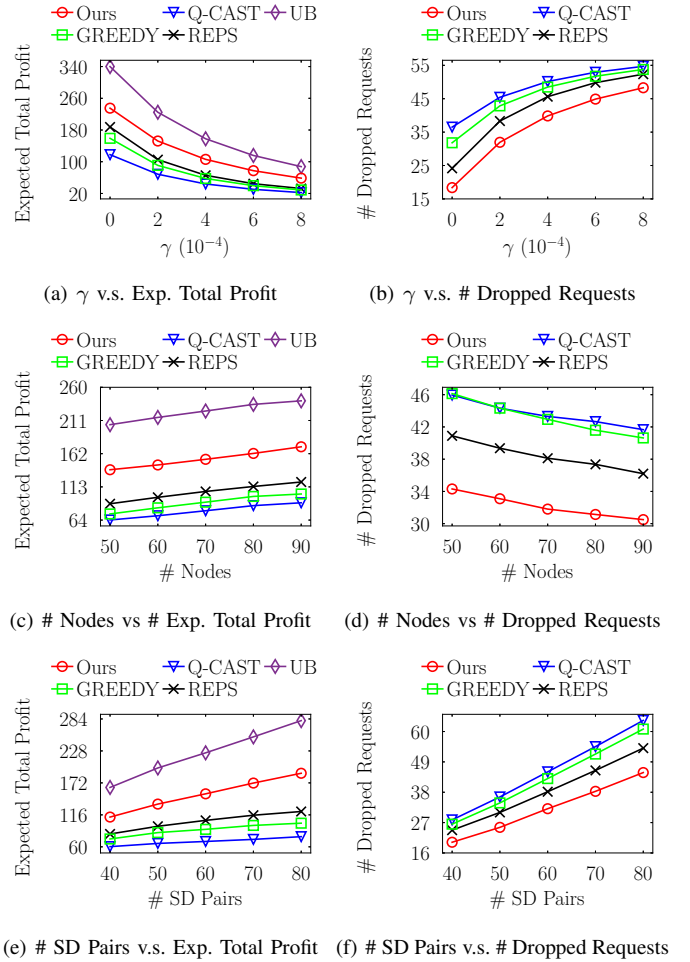 Ours Q-CAST UB
GREEDY REPS
Expected Total Profit
340
260
180
100
20
0 2 4 6 8
γ (10⁻⁴)
(a) γ v.s. Exp. Total Profit
Ours Q-CAST
GREEDY REPS
# Dropped Requests
55
45
35
25
15
0 2 4 6 8
γ (10⁻⁴)
(b) γ v.s. # Dropped Requests
Ours Q-CAST UB
GREEDY REPS
Expected Total Profit
260
211
162
113
64
50 60 70 80 90
# Nodes
(c) # Nodes vs # Exp. Total Profit
Ours Q-CAST
GREEDY REPS
# Dropped Requests
46
42
38
34
30
50 60 70 80 90
# Nodes
(d) # Nodes vs # Dropped Requests
Ours Q-CAST UB
GREEDY REPS
Expected Total Profit
284
228
172
116
60
40 50 60 70 80
# SD Pairs
(e) # SD Pairs v.s. Exp. Total Profit
Ours Q-CAST
GREEDY REPS
# Dropped Requests
60
49
38
27
16
40 50 60 70 80
# SD Pairs
(f) # SD Pairs v.s. # Dropped Requests